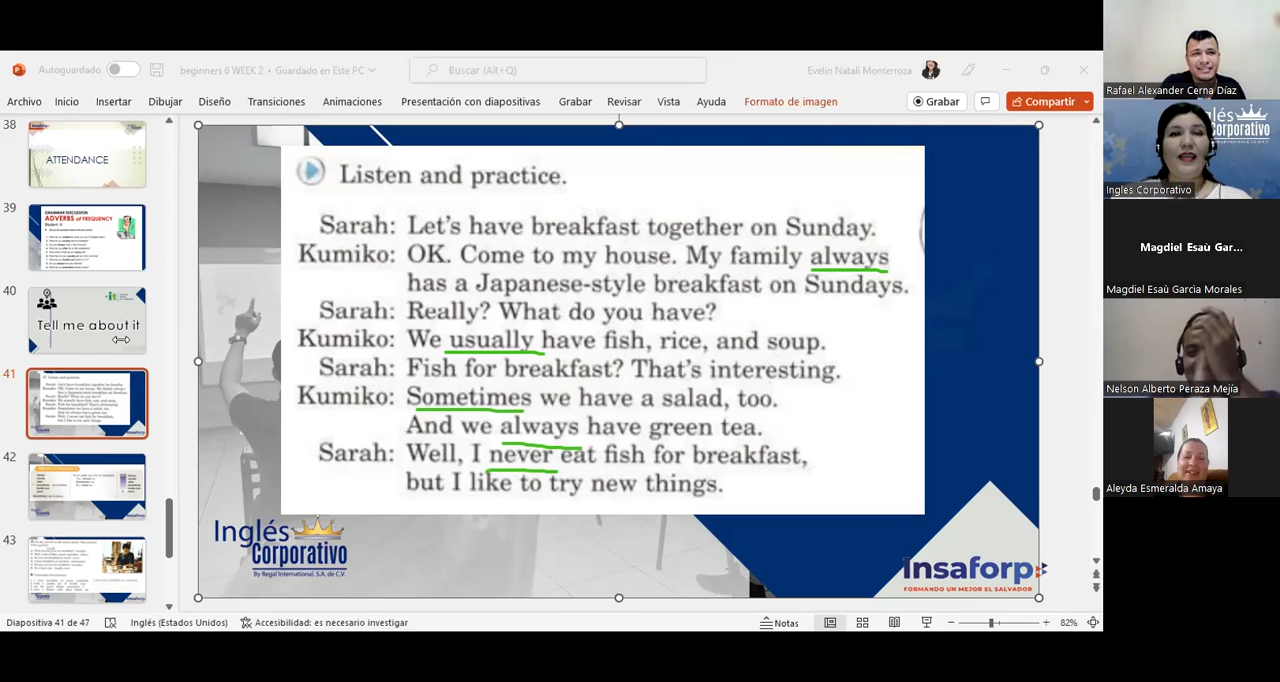 Autoguardado
beginners 6 WEEK 2 • Guardado en Este PC
Buscar (Alt+Q)
Evelin Natali Monterroza
Archivo Inicio Insertar Dibujar Diseño Transiciones Animaciones Presentación con diapositivas Grabar Revisar Vista Ayuda Formato de imagen
Grabar
Compartir
38
ATTENDANCE
39
GRAMMAR DISCUSSION
ADVERBS of FREQUENCY
40
Tell me about it
41
42
43
Listen and practice.
Sarah: Let's have breakfast together on Sunday.
Kumiko: OK. Come to my house. My family always
has a Japanese-style breakfast on Sundays.
Sarah: Really? What do you have?
Kumiko: We usually have fish, rice, and soup.
Sarah: Fish for breakfast? That's interesting.
Kumiko: Sometimes we have a salad, too.
And we always have green tea.
Sarah: Well, I never eat fish for breakfast,
but I like to try new things.
Inglés
Corporativo
By Regal International, S.A. de C.V.
Insaforp
FORMANDO UN MEJOR EL SALVADOR
Diapositiva 41 de 47
Inglés (Estados Unidos)
Accesibilidad: es necesario investigar
Notas
82%
Rafael Alexander Cerna Díaz
Ingles Corporativo
Magdiel Esaù Gar...
Magdiel Esaù Garcia Morales
Nelson Alberto Peraza Mejía
Aleyda Esmeralda Amaya